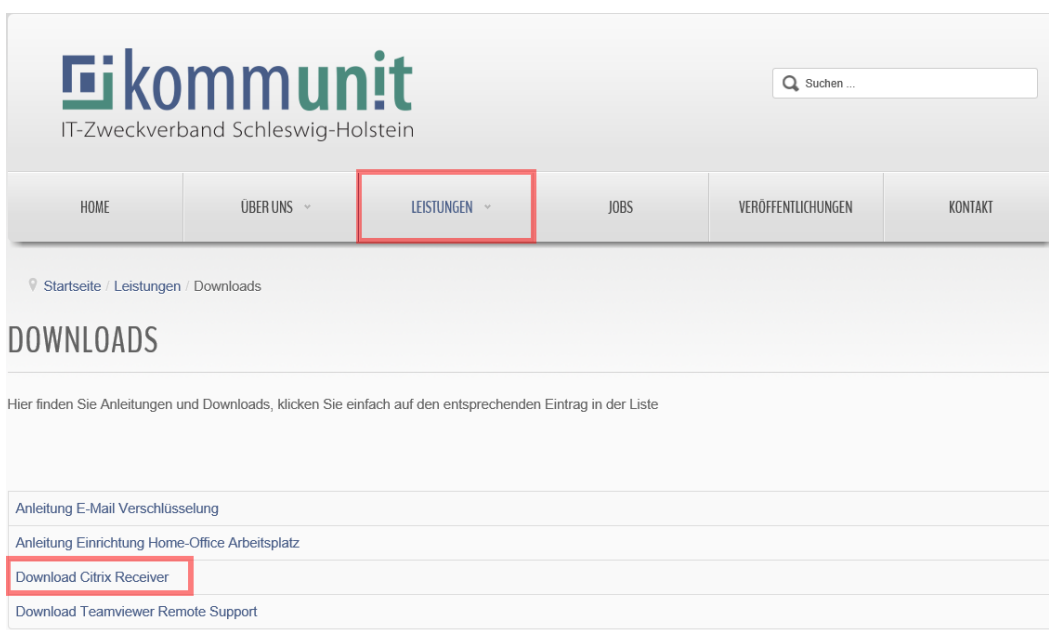 kommun!t
IT-Zweckverband Schleswig-Holstein
Suchen ...
HOME ÜBER UNS LEISTUNGEN JOBS VERÖFFENTLICHUNGEN KONTAKT
Startseite / Leistungen / Downloads
DOWNLOADS
Hier finden Sie Anleitungen und Downloads, klicken Sie einfach auf den entsprechenden Eintrag in der Liste
Anleitung E-Mail Verschlüsselung
Anleitung Einrichtung Home-Office Arbeitsplatz
Download Citrix Receiver
Download Teamviewer Remote Support